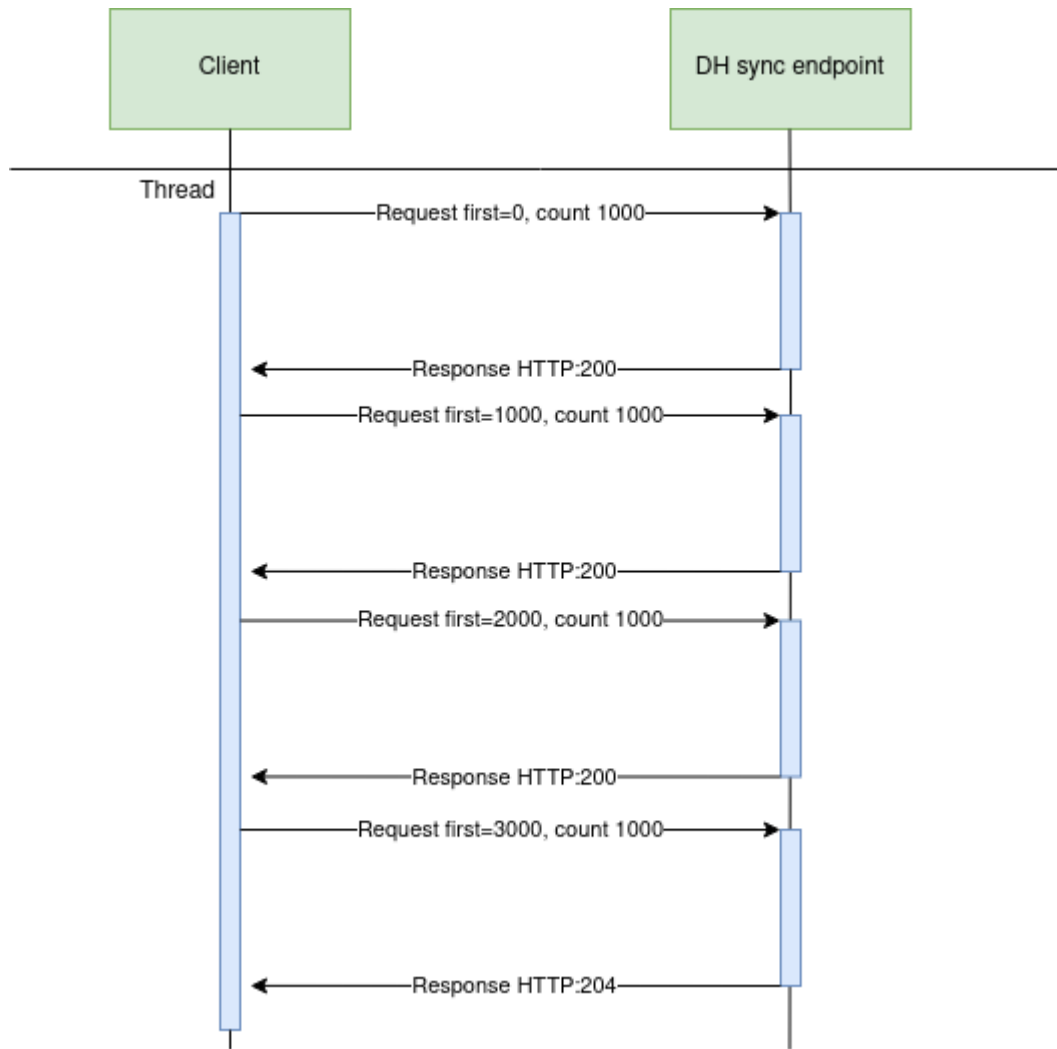 Client
DH sync endpoint
Thread
Request first=0, count 1000
Response HTTP:200
Request first=1000, count 1000
Response HTTP:200
Request first=2000, count 1000
Response HTTP:200
Request first=3000, count 1000
Response HTTP:204